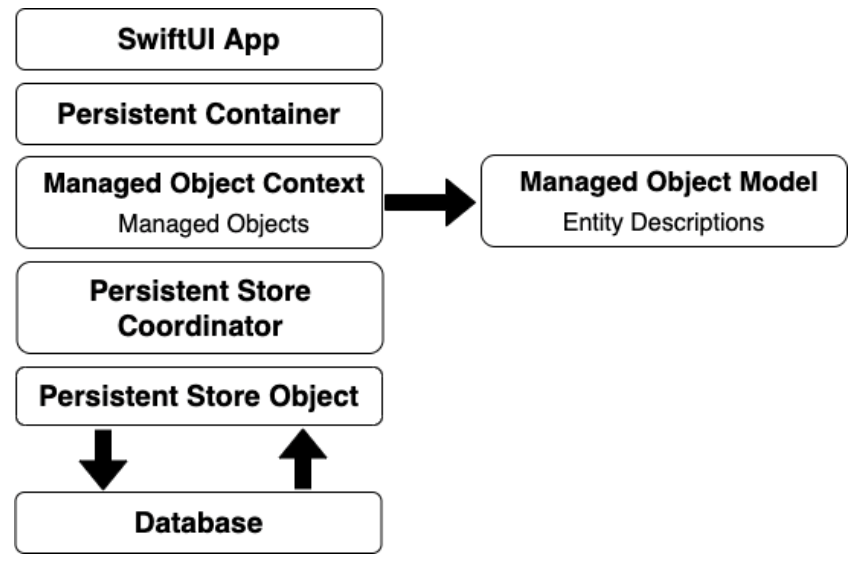 SwiftUI App
Persistent Container
Managed Object Context
Managed Objects
Managed Object Model
Entity Descriptions
Persistent Store
Coordinator
Persistent Store Object
Database